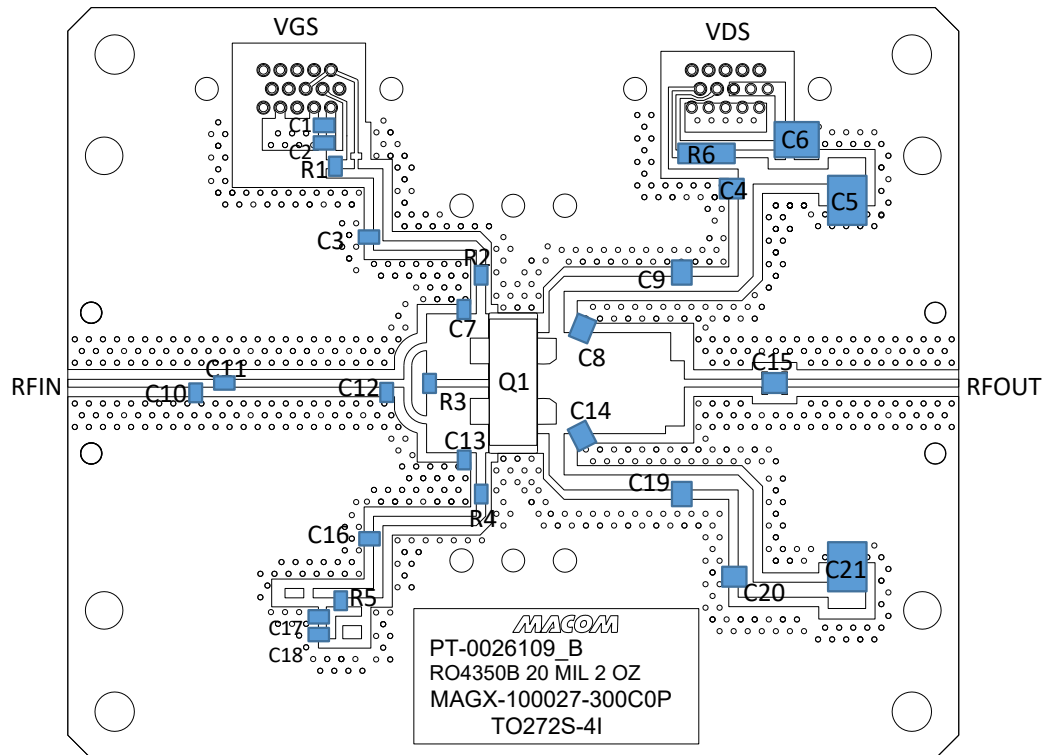 VGS
VDS
C1
C2
R1
C6
R6
C4
C5
C3
R2
C9
C7
C8
RFIN
C11
C10
C12
R3
Q1
C15
RFOUT
C14
C13
C19
R4
C16
C21
C20
R5
C17
C18
MACOM
PT-0026109_B
RO4350B 20 MIL 2 OZ
MAGX-100027-300C0P
TO272S-4I